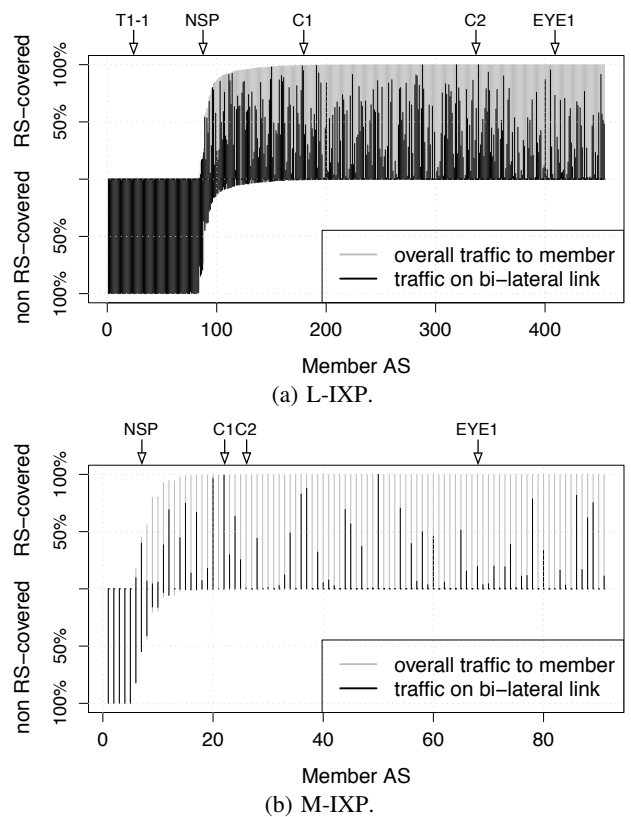 T1-1 NSP C1 C2 EYE1
RS-covered
non RS-covered
100%
50%
50%
100%
overall traffic to member
traffic on bi-lateral link
0 100 200 300 400
Member AS
(a) L-IXP.
NSP C1 C2 EYE1
RS-covered
non RS-covered
100%
50%
50%
100%
overall traffic to member
traffic on bi-lateral link
0 20 40 60 80
Member AS
(b) M-IXP.